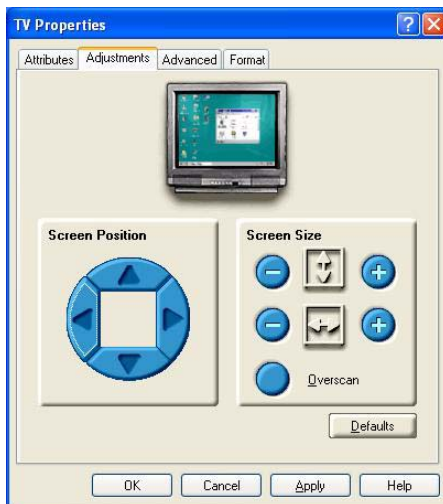 TV Properties
Attributes Adjustments Advanced Format
Screen Position Screen Size
Overscan
Defaults
OK Cancel Apply Help